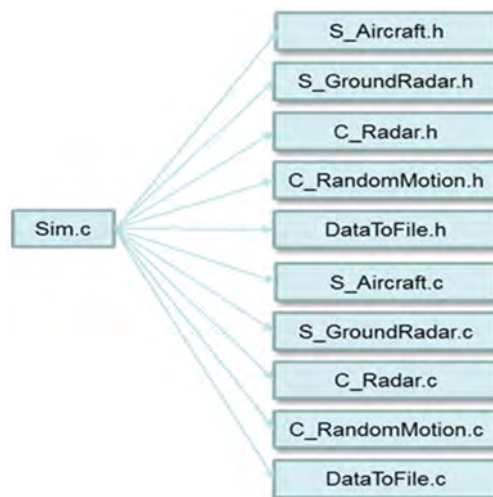 S_Aircraft.h
S_GroundRadar.h
C_Radar.h
C_RandomMotion.h
Sim.c
DataToFile.h
S_Aircraft.c
S_GroundRadar.c
C_Radar.c
C_RandomMotion.c
DataToFile.c